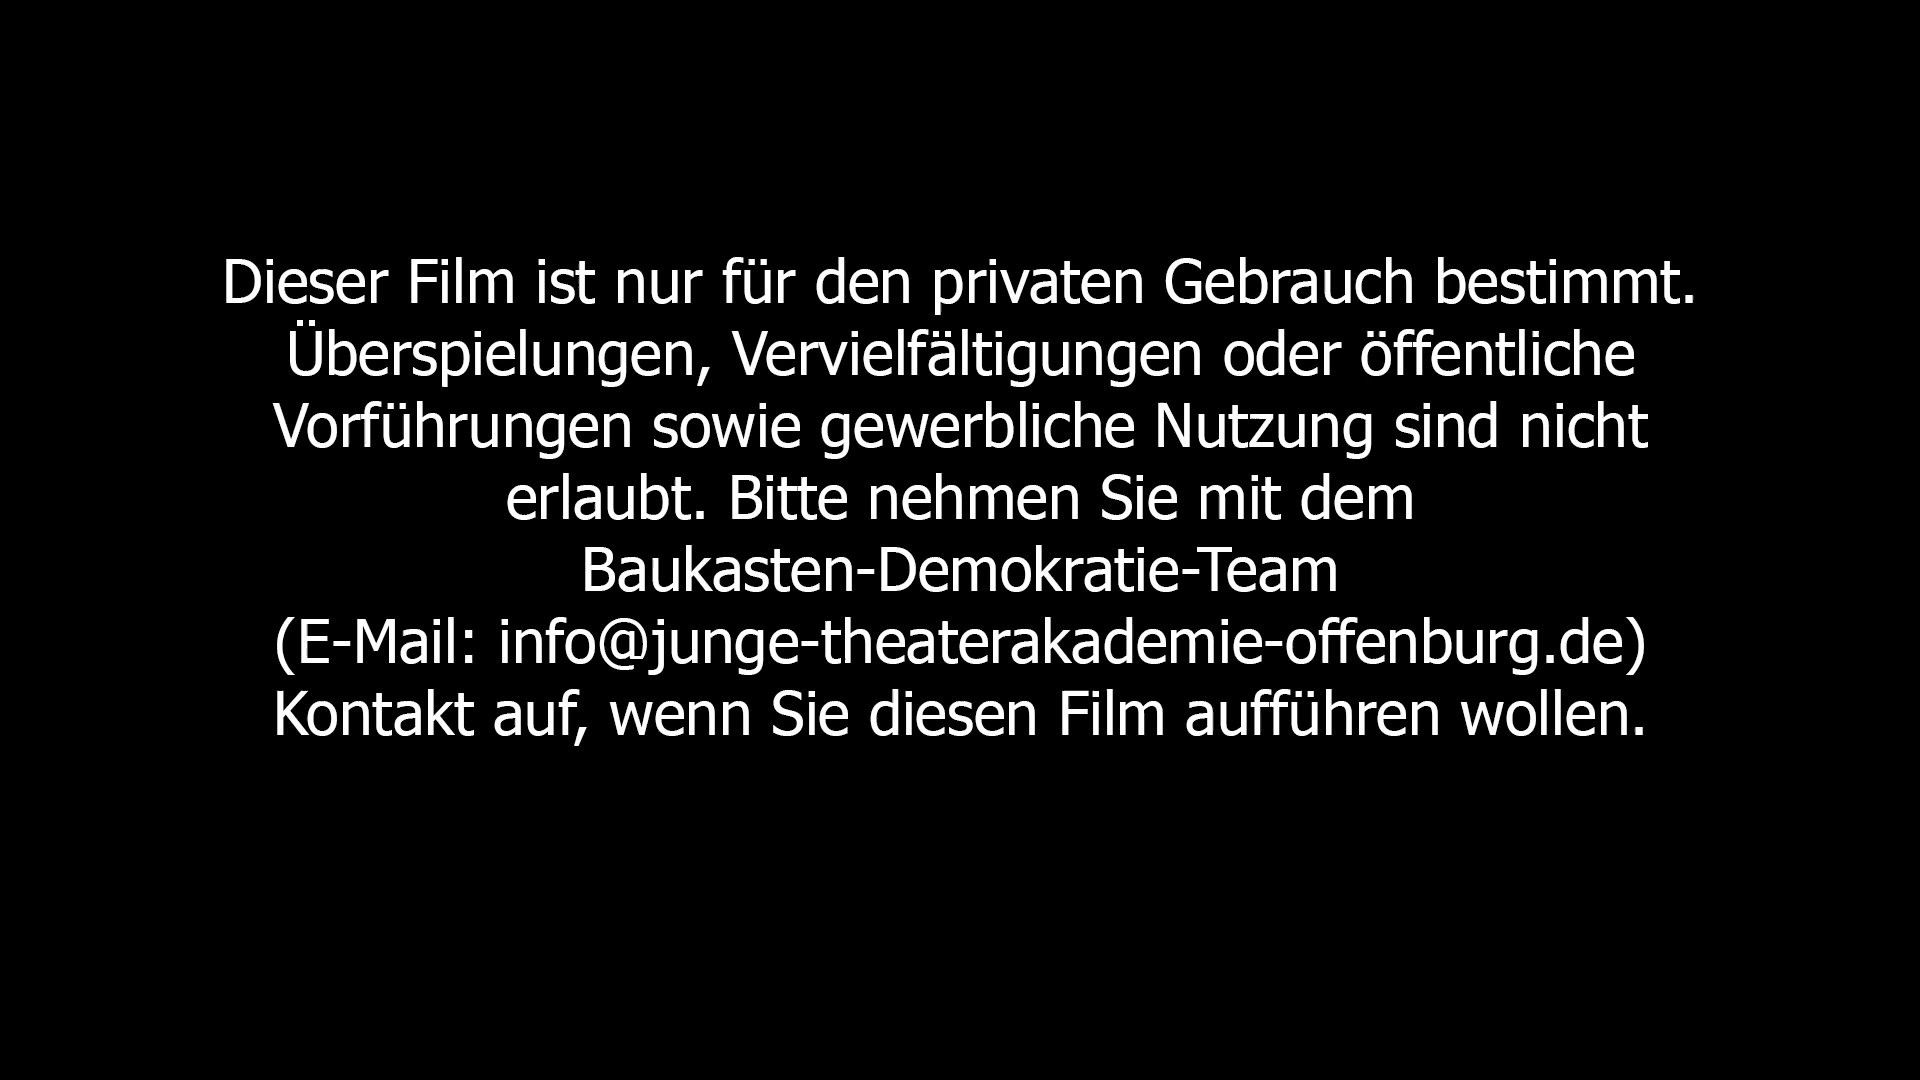 Dieser Film ist nur für den privaten Gebrauch bestimmt.
Überspielungen, Vervielfältigungen oder öffentliche
Vorführungen sowie gewerbliche Nutzung sind nicht
erlaubt. Bitte nehmen Sie mit dem
Baukasten-Demokratie-Team
(E-Mail: info@junge-theaterakademie-offenburg.de)
Kontakt auf, wenn Sie diesen Film aufführen wollen.